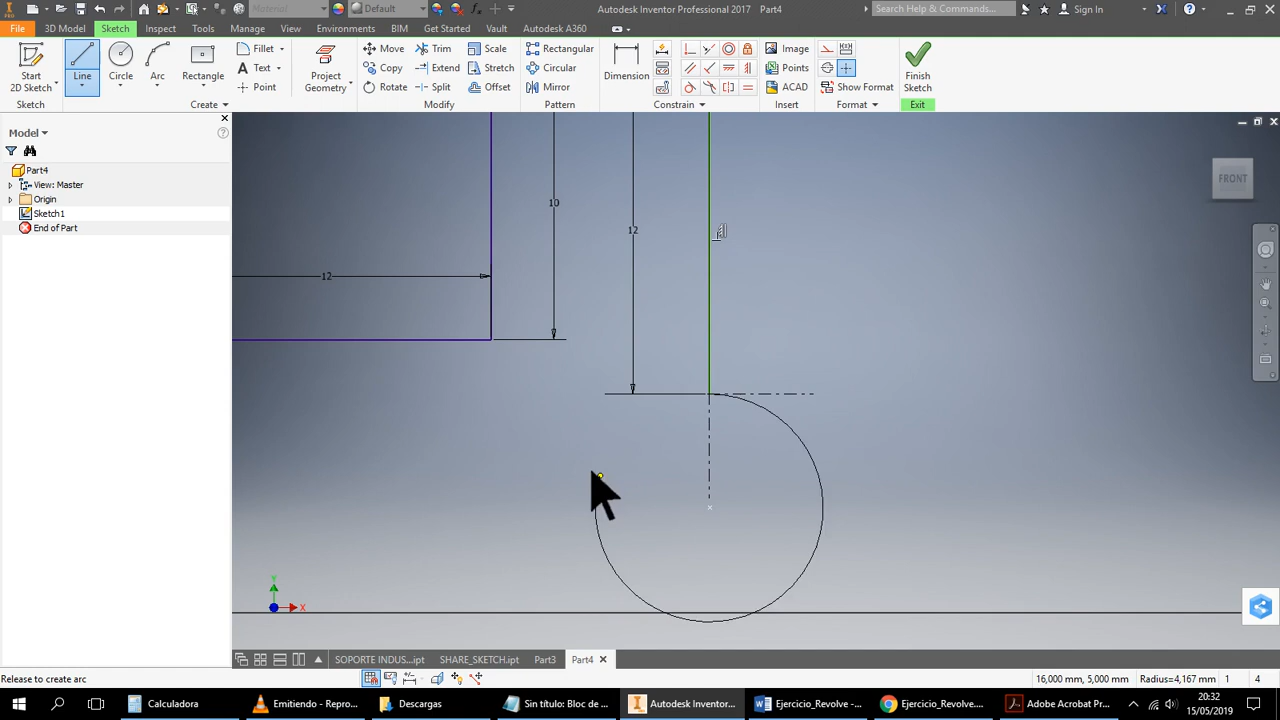 Material
Default
Autodesk Inventor Professional 2017 Part4
Search Help & Commands...
Sign In
File 3D Model Sketch Inspect Tools Manage View Environments BIM Get Started Vault Autodesk A360
Start
2D Sketch
Line
Circle
Arc
Rectangle
Fillet
Text
Point
Project
Geometry
Move Trim Scale
Copy Extend Stretch
Rotate Split Offset
Rectangular
Circular
Mirror
Dimension
Image
Points
ACAD
Show Format
Finish
Sketch
Sketch Create Modify Pattern Constrain Insert Format Exit
Model
Part4
View: Master
Origin
Sketch1
End of Part
10
12
12
FRONT
Y
X
SOPORTE INDUS...ipt SHARE_SKETCH.ipt Part3 Part4
Release to create arc
16,000 mm, 5,000 mm Radius=4,167 mm 1 4
Calculadora
Emitiendo - Repro...
Descargas
Sin título: Bloc de ...
Autodesk Inventor...
Ejercicio_Revolve -...
Ejercicio_Revolve....
Adobe Acrobat Pro...
20:32
15/05/2019